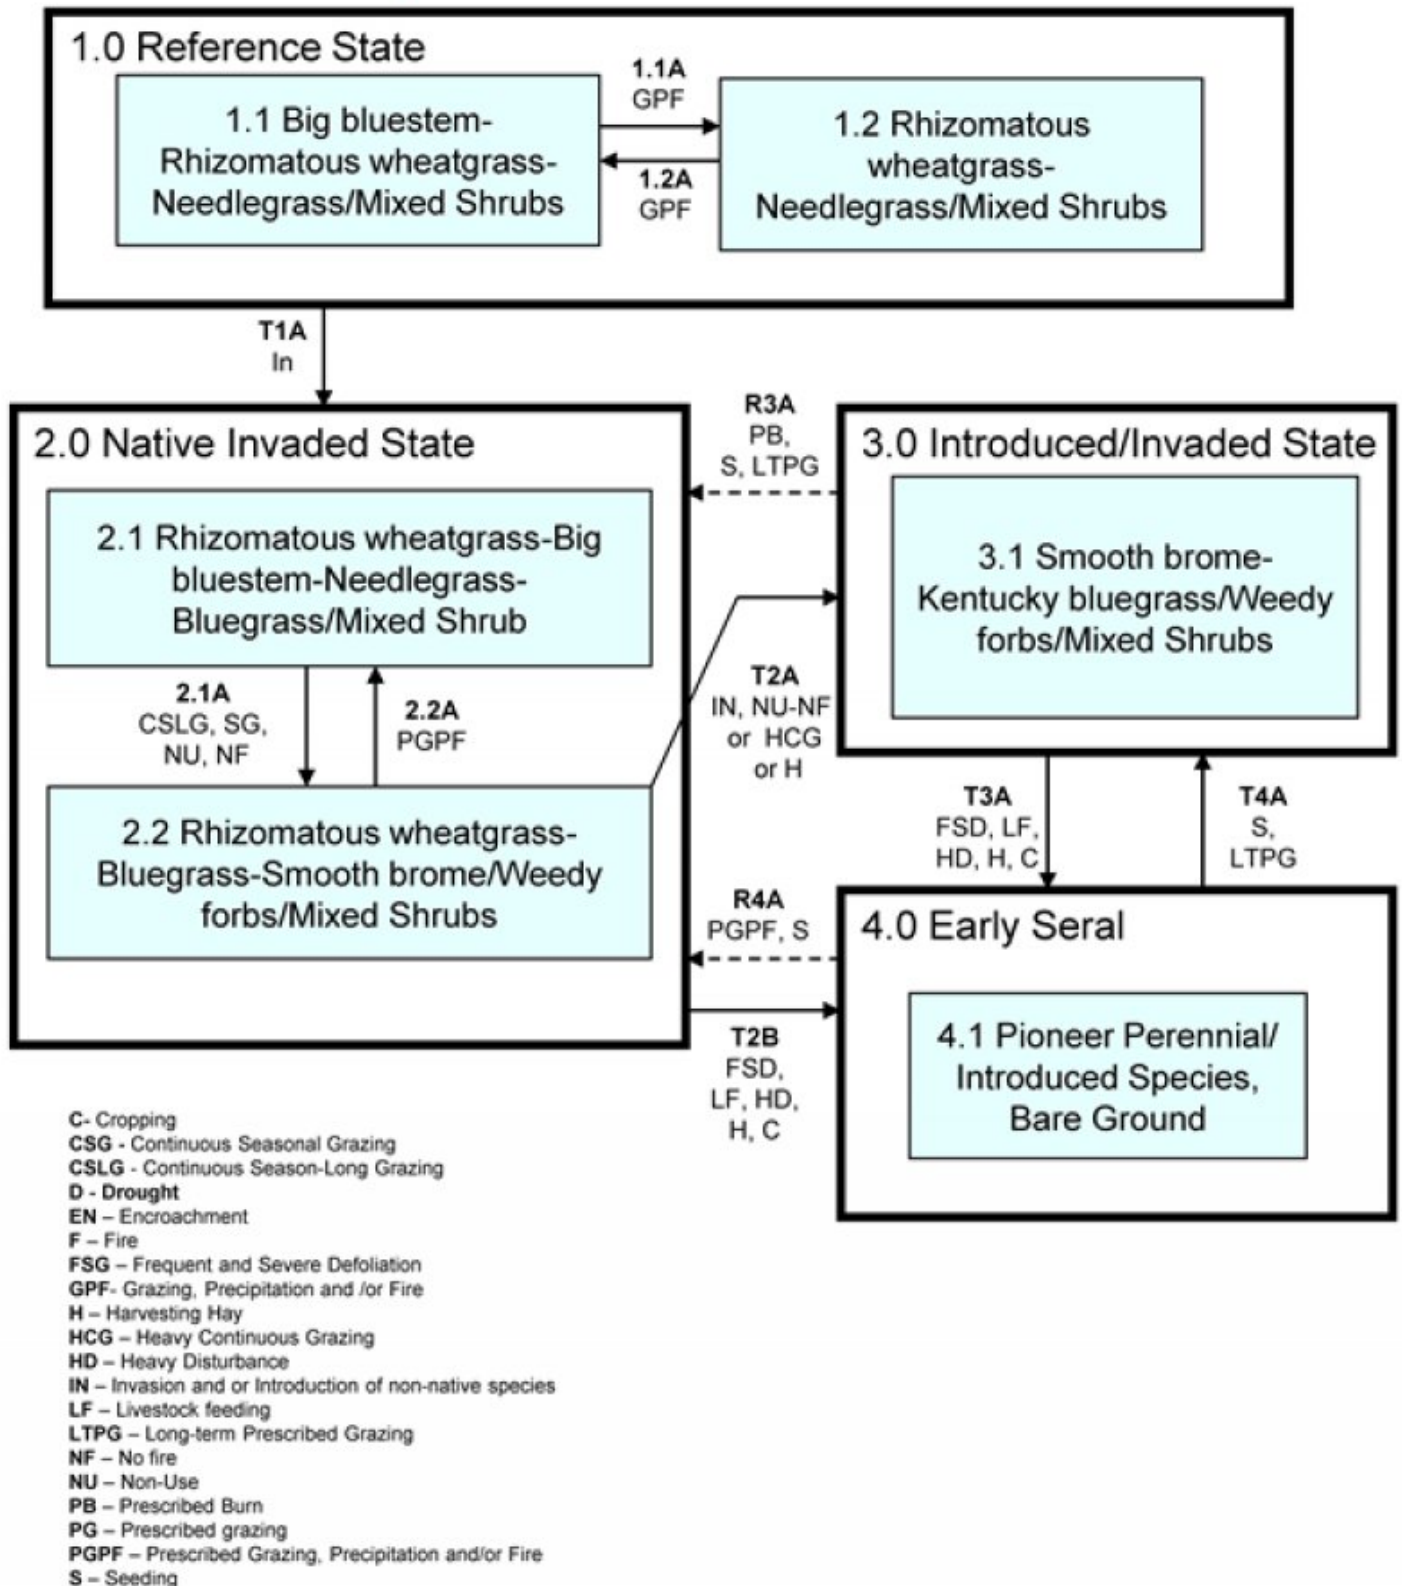 1.0 Reference State
1.1 Big bluestem-
Rhizomatous wheatgrass-
Needlegrass/Mixed Shrubs
1.1A
GPF
1.2A
GPF
1.2 Rhizomatous
wheatgrass-
Needlegrass/Mixed Shrubs
T1A
In
2.0 Native Invaded State
2.1 Rhizomatous wheatgrass-Big
bluestem-Needlegrass-
Bluegrass/Mixed Shrub
2.1A
CSLG, SG,
NU, NF
2.2A
PGPF
2.2 Rhizomatous wheatgrass-
Bluegrass-Smooth brome/Weedy
forbs/Mixed Shrubs
R3A
PB,
S, LTPG
T2A
IN, NU-NF
or HCG
or H
3.0 Introduced/Invaded State
3.1 Smooth brome-
Kentucky bluegrass/Weedy
forbs/Mixed Shrubs
T3A
FSD, LF,
HD, H, C
T4A
S,
LTPG
R4A
PGPF, S
T2B
FSD,
LF, HD,
H, C
4.0 Early Seral
4.1 Pioneer Perennial/
Introduced Species,
Bare Ground
C- Cropping
CSG - Continuous Seasonal Grazing
CSLG - Continuous Season-Long Grazing
D - Drought
EN – Encroachment
F – Fire
FSG – Frequent and Severe Defoliation
GPF- Grazing, Precipitation and /or Fire
H – Harvesting Hay
HCG – Heavy Continuous Grazing
HD – Heavy Disturbance
IN – Invasion and or Introduction of non-native species
LF – Livestock feeding
LTPG – Long-term Prescribed Grazing
NF – No fire
NU – Non-Use
PB – Prescribed Burn
PG – Prescribed grazing
PGPF – Prescribed Grazing, Precipitation and/or Fire
S – Seeding